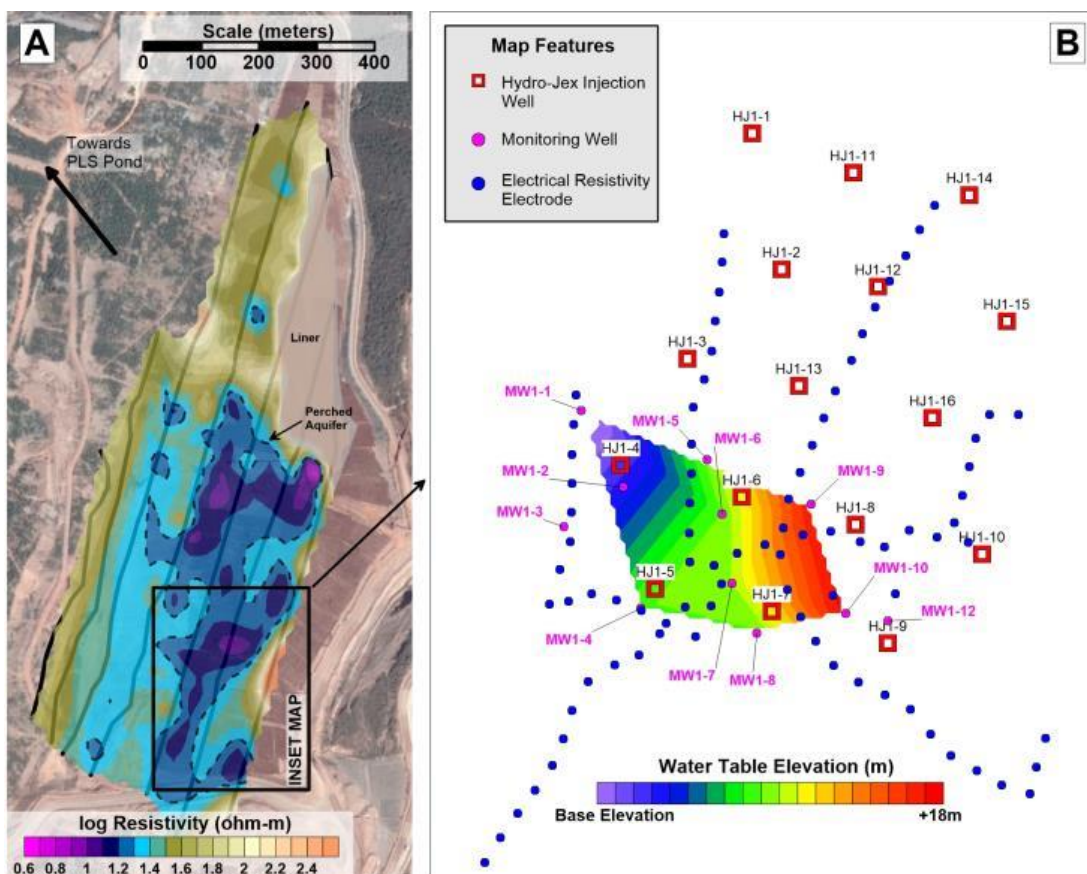 A
Scale (meters)
0 100 200 300 400
Towards
PLS Pond
Liner
Perched
Aquifer
INSET MAP
log Resistivity (ohm-m)
0.6 0.8 1 1.2 1.4 1.6 1.8 2 2.2 2.4
B
Map Features
Hydro-Jex Injection
Well
Monitoring Well
Electrical Resistivity
Electrode
HJ1-1
HJ1-11
HJ1-14
HJ1-2
HJ1-12
HJ1-15
HJ1-3
HJ1-13
HJ1-16
MW1-1
MW1-5
MW1-6
HJ1-4
MW1-2
HJ1-6
MW1-9
MW1-3
HJ1-8
HJ1-10
HJ1-5
MW1-10
HJ1-7
MW1-12
MW1-4
HJ1-9
MW1-7
MW1-8
Water Table Elevation (m)
Base Elevation +18m